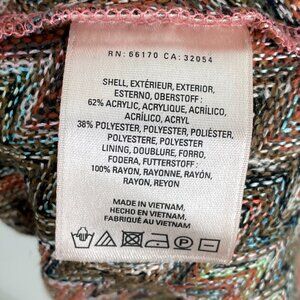 RN: 66170 CA: 32054
SHELL, EXTÉRIEUR, EXTERIOR,
ESTERNO, OBERSTOFF :
62% ACRYLIC, ACRYLIQUE, ACRÍLICO,
ACRILICO, ACRYL
38% POLYESTER, POLYESTER, POLIÉSTER,
POLIESTERE, POLYESTER
LINING, DOUBLURE, FORRO,
FODERA, FUTTERSTOFF :
100% RAYON, RAYONNE, RAYÓN,
RAYON, REYON
MADE IN VIETNAM,
HECHO EN VIETNAM,
FABRIQUÉ AU VIETNAM